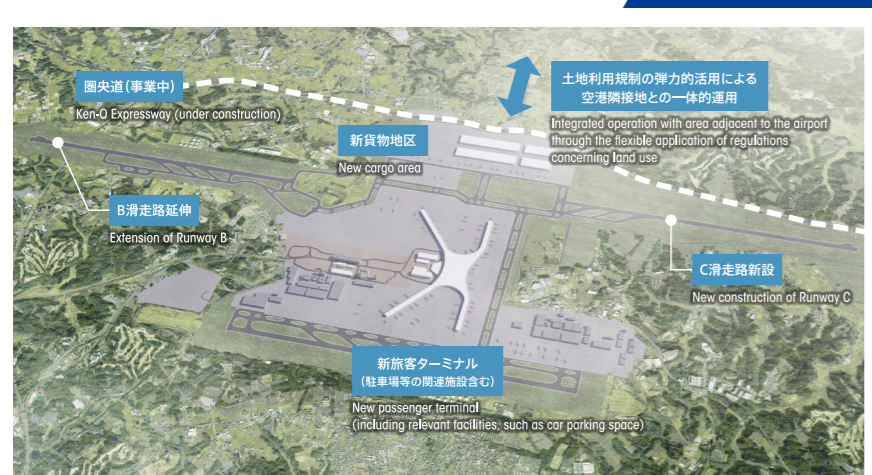 圏央道(事業中)
Ken-O Expressway (under construction)
土地利用規制の弾力的活用による
空港隣接地との一体的運用
Integrated operation with area adjacent to the airport
through the flexible application of regulations
concerning land use
新貨物地区
New cargo area
B滑走路延伸
Extension of Runway B
C滑走路新設
New construction of Runway C
新旅客ターミナル
(駐車場等の関連施設含む)
New passenger terminal
(including relevant facilities, such as car parking space)